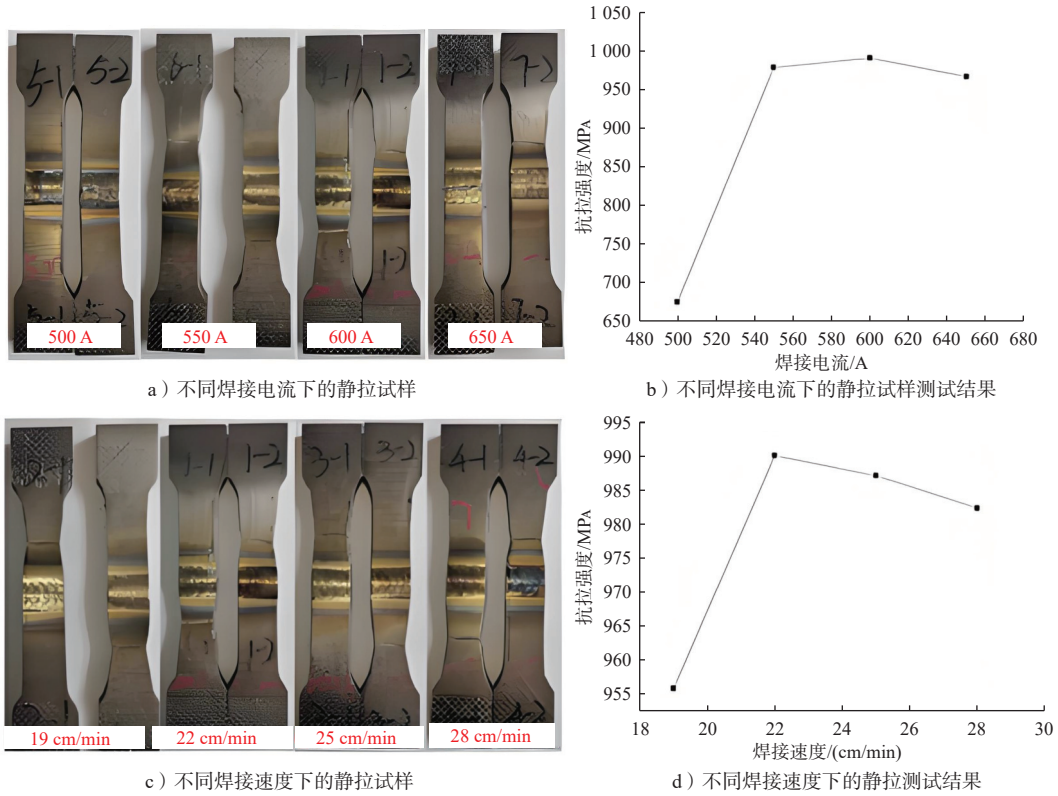 5-1 5-2 6-1 1-1 1-2 7-1 7-2
500 A 550 A 600 A 650 A
a）不同焊接电流下的静拉试样
抗拉强度/MPa
1 050
1 000
950
900
850
800
750
700
650
480 500 520 540 560 580 600 620 640 660 680
焊接电流/A
b）不同焊接电流下的静拉试样测试结果
1-1 1-2 3-1 3-2 4-1 4-2
19 cm/min 22 cm/min 25 cm/min 28 cm/min
c）不同焊接速度下的静拉试样
抗拉强度/MPa
995
990
985
980
975
970
965
960
955
18 20 22 24 26 28 30
焊接速度/(cm/min)
d）不同焊接速度下的静拉测试结果